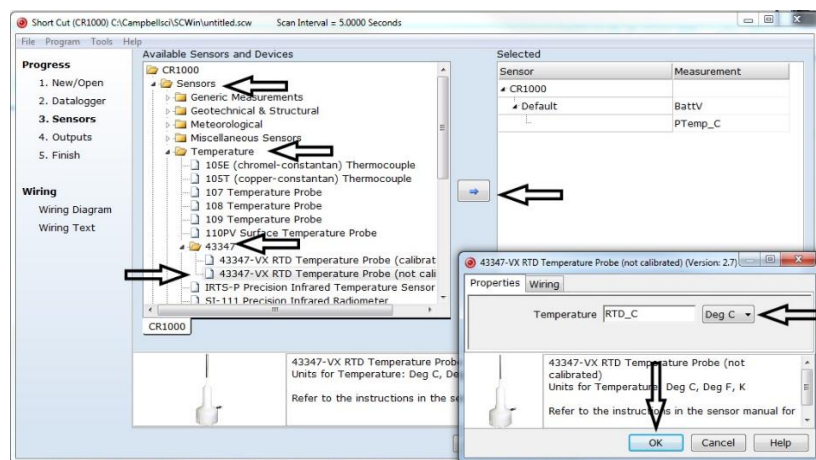 Short Cut (CR1000) C:\Campbellsci\SCWin\untitled.scw Scan Interval = 5.0000 Seconds
File Program Tools Help
Progress
1. New/Open
2. Datalogger
3. Sensors
4. Outputs
5. Finish
Wiring
Wiring Diagram
Wiring Text
Available Sensors and Devices
CR1000
Sensors
Generic Measurements
Geotechnical & Structural
Meteorological
Miscellaneous Sensors
Temperature
105E (chromel-constantan) Thermocouple
105T (copper-constantan) Thermocouple
107 Temperature Probe
108 Temperature Probe
109 Temperature Probe
110PV Surface Temperature Probe
43347
43347-VX RTD Temperature Probe (calibrat
43347-VX RTD Temperature Probe (not cali
IRTS-P Precision Infrared Temperature Sensor
SI-111 Precision Infrared Radiometer
CR1000
Selected
Sensor Measurement
CR1000
Default BattV
PTemp_C
43347-VX RTD Temperature Probe
Units for Temperature: Deg C, De
Refer to the instructions in the se
43347-VX RTD Temperature Probe (not calibrated) (Version: 2.7)
Properties Wiring
Temperature RTD_C Deg C
43347-VX RTD Temperature Probe (not
calibrated)
Units for Temperature: Deg C, Deg F, K
Refer to the instructions in the sensor manual for
OK Cancel Help